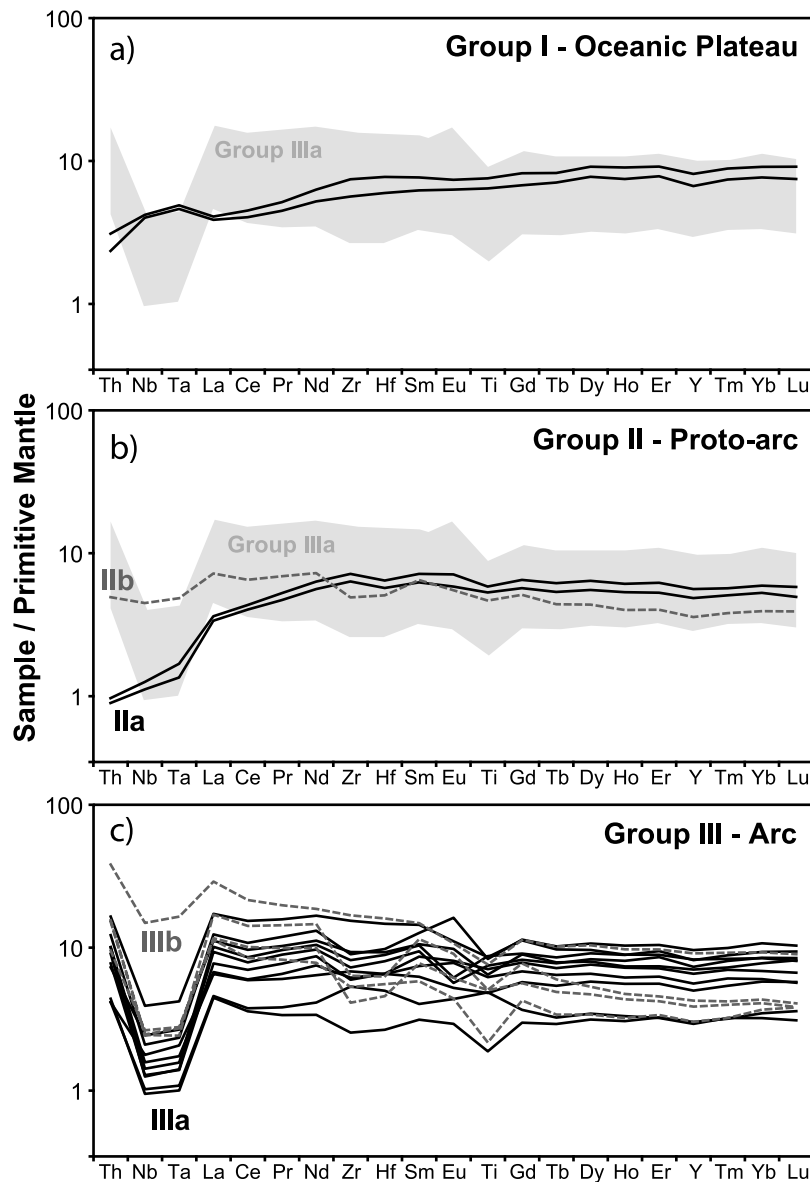 100
a)
Group I - Oceanic Plateau
Group IIIa
10
1
Th Nb Ta La Ce Pr Nd Zr Hf Sm Eu Ti Gd Tb Dy Ho Er Y Tm Yb Lu
Sample / Primitive Mantle
100
b)
Group II - Proto-arc
Group IIIa
10
IIb
1
IIa
Th Nb Ta La Ce Pr Nd Zr Hf Sm Eu Ti Gd Tb Dy Ho Er Y Tm Yb Lu
100
c)
Group III - Arc
IIIb
10
1
IIIa
Th Nb Ta La Ce Pr Nd Zr Hf Sm Eu Ti Gd Tb Dy Ho Er Y Tm Yb Lu